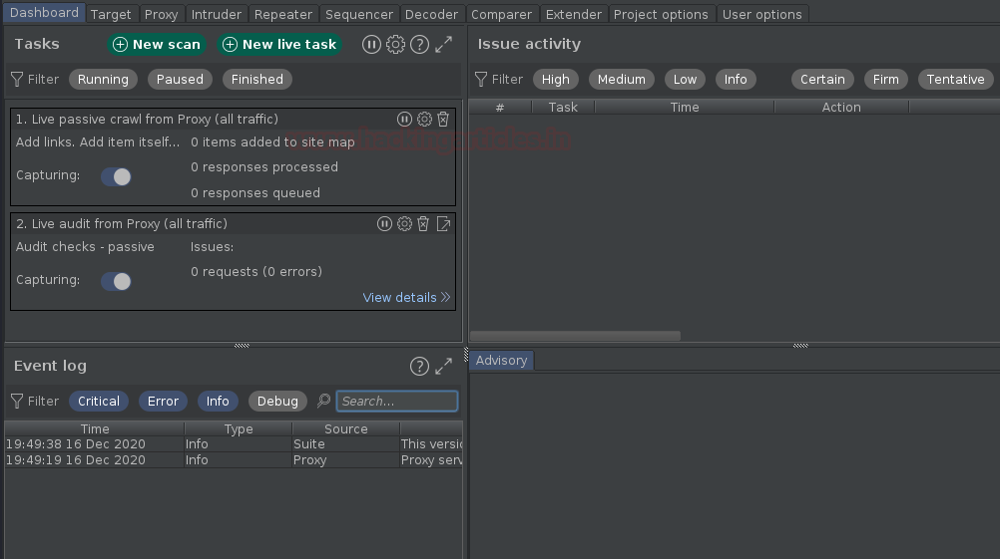 Dashboard Target Proxy Intruder Repeater Sequencer Decoder Comparer Extender Project options User options
Tasks New scan New live task
Filter Running Paused Finished
1. Live passive crawl from Proxy (all traffic)
Add links. Add item itself... 0 items added to site map
0 responses processed
Capturing:
0 responses queued
2. Live audit from Proxy (all traffic)
Audit checks - passive Issues:
0 requests (0 errors)
Capturing:
View details
Event log
Filter Critical Error Info Debug Search...
Time Type Source
19:49:38 16 Dec 2020 Info Suite This versi
19:49:19 16 Dec 2020 Info Proxy Proxy serv
Issue activity
Filter High Medium Low Info Certain Firm Tentative
# Task Time Action
Advisory